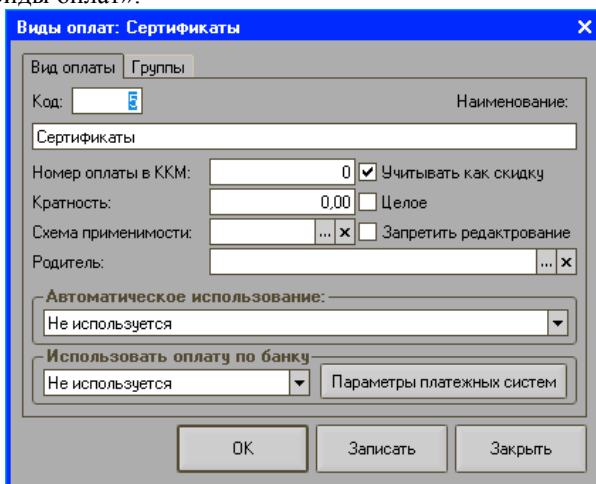 Виды оплат: Сертификаты
Вид оплаты Группы
Код: 5 Наименование:
Сертификаты
Номер оплаты в ККМ: 0 Учитывать как скидку
Кратность: 0,00 Целое
Схема применимости: ... x Запретить редактрование
Родитель: ... x
Автоматическое использование:
Не используется
Использовать оплату по банку
Не используется Параметры платежных систем
OK Записать Закрыть